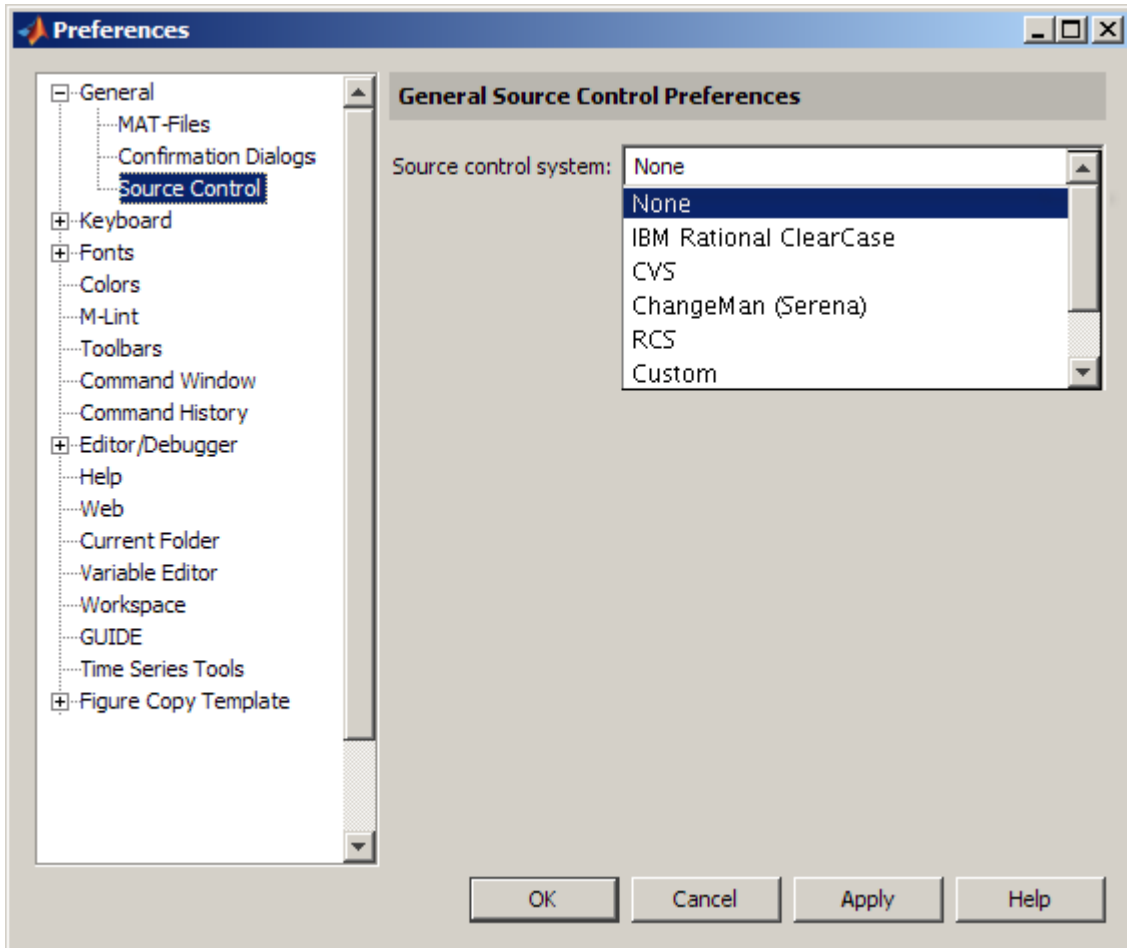 Preferences
General
MAT-Files
Confirmation Dialogs
Source Control
Keyboard
Fonts
Colors
M-Lint
Toolbars
Command Window
Command History
Editor/Debugger
Help
Web
Current Folder
Variable Editor
Workspace
GUIDE
Time Series Tools
Figure Copy Template
General Source Control Preferences
Source control system: None
None
IBM Rational ClearCase
CVS
ChangeMan (Serena)
RCS
Custom
OK Cancel Apply Help